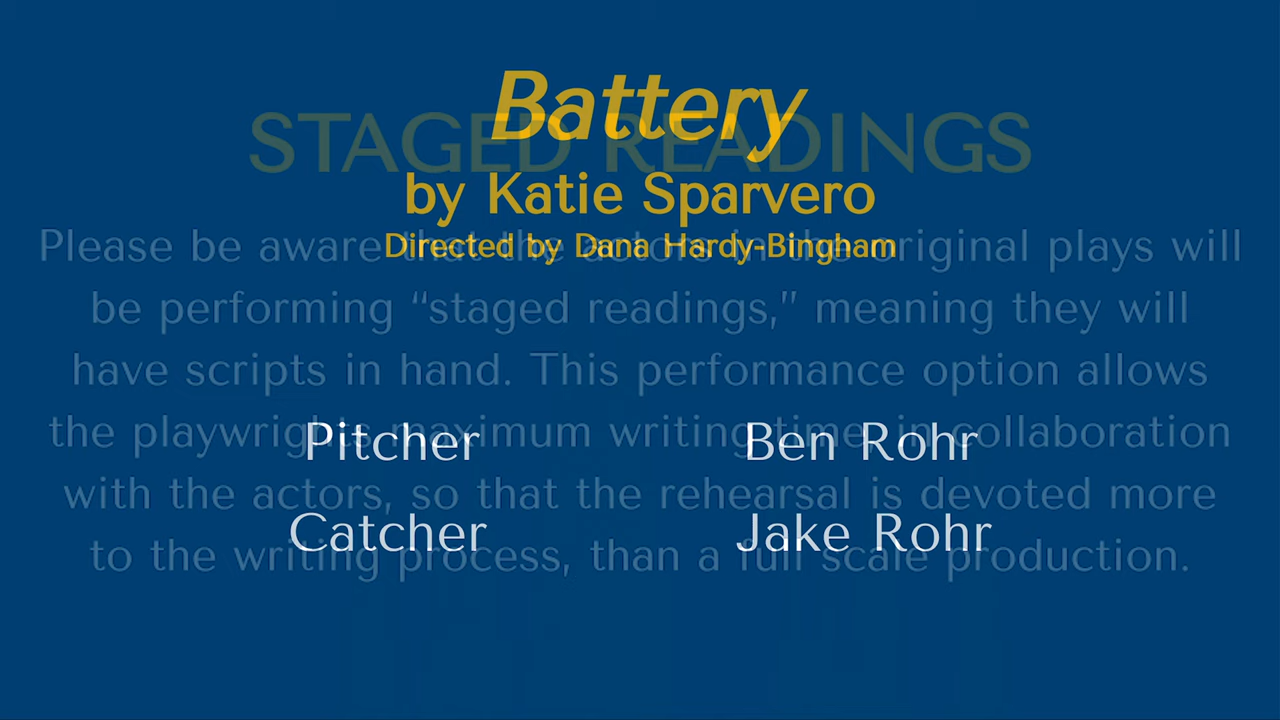 Battery
STAGED READINGS
by Katie Sparvero
Directed by Dana Hardy-Bingham
Please be aware that the actors in the original plays will
be performing “staged readings,” meaning they will
have scripts in hand. This performance option allows
the playwrights maximum writing time in collaboration
Pitcher Ben Rohr
with the actors, so that the rehearsal is devoted more
Catcher Jake Rohr
to the writing process, than a full scale production.